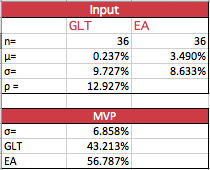 Input
GLT EA
n= 36 36
μ= 0.237% 3.490%
σ= 9.727% 8.633%
ρ = 12.927%
MVP
σ= 6.858%
GLT 43.213%
EA 56.787%